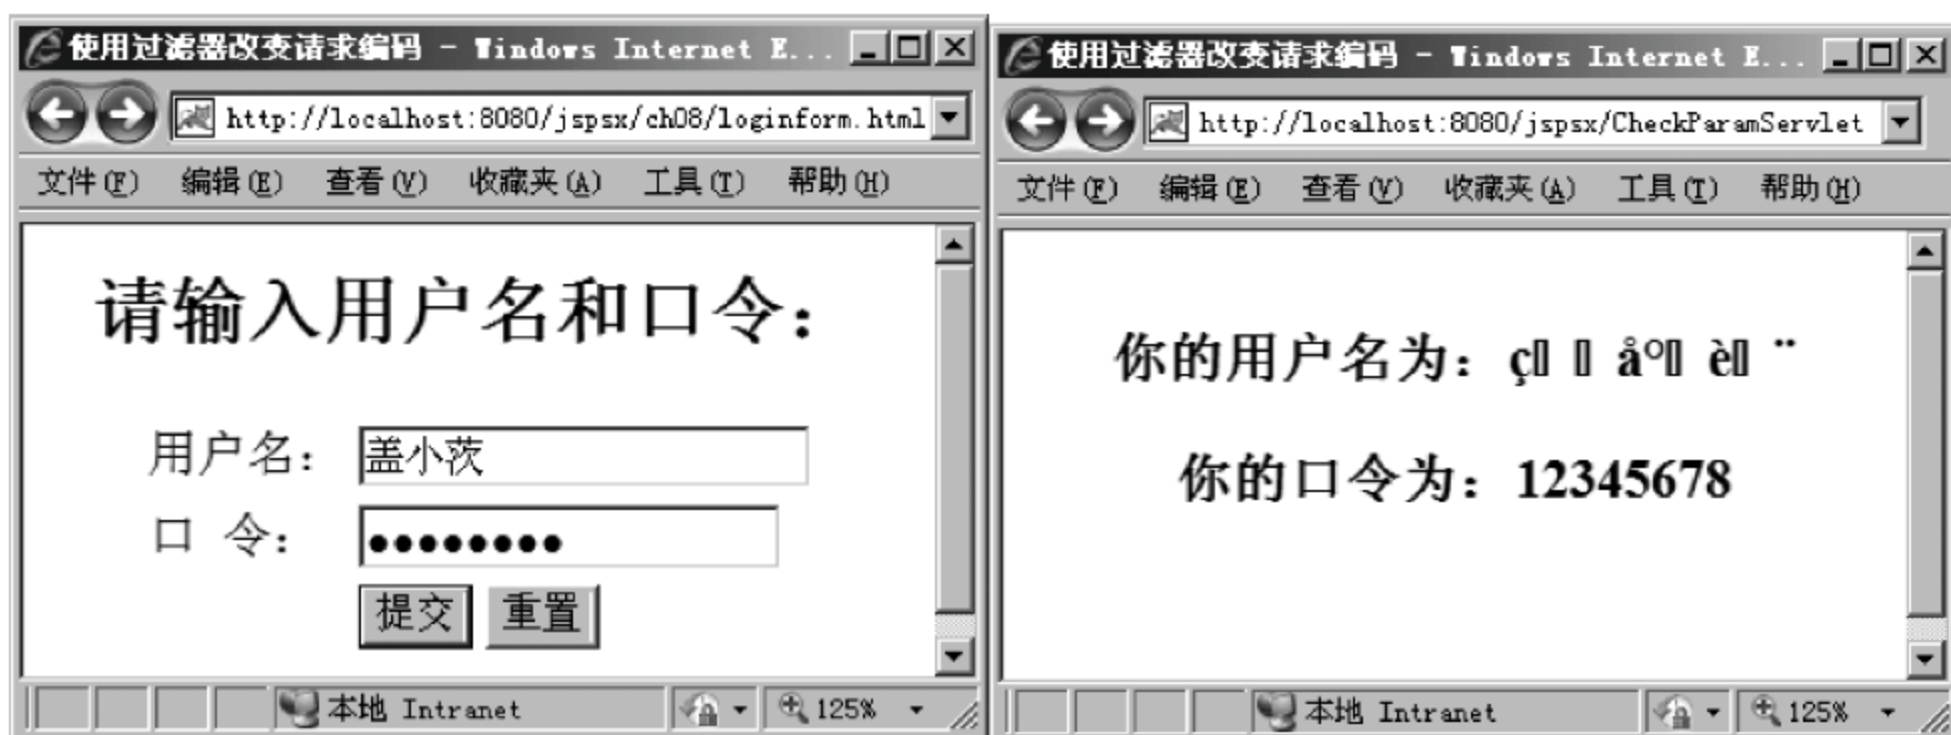 使用过滤器改变请求编码 - Windows Internet E...
http://localhost:8080/jspsx/ch08/loginform.html
文件(F) 编辑(E) 查看(V) 收藏夹(A) 工具(T) 帮助(H)
请输入用户名和口令：
用户名： 盖小茨
口 令： ●●●●●●●●
提交 重置
本地 Intranet 125%
使用过滤器改变请求编码 - Windows Internet E...
http://localhost:8080/jspsx/CheckParamServlet
文件(F) 编辑(E) 查看(V) 收藏夹(A) 工具(T) 帮助(H)
你的用户名为：ç▯ ▯ å°▯ è▯ ¨
你的口令为：12345678
本地 Intranet 125%